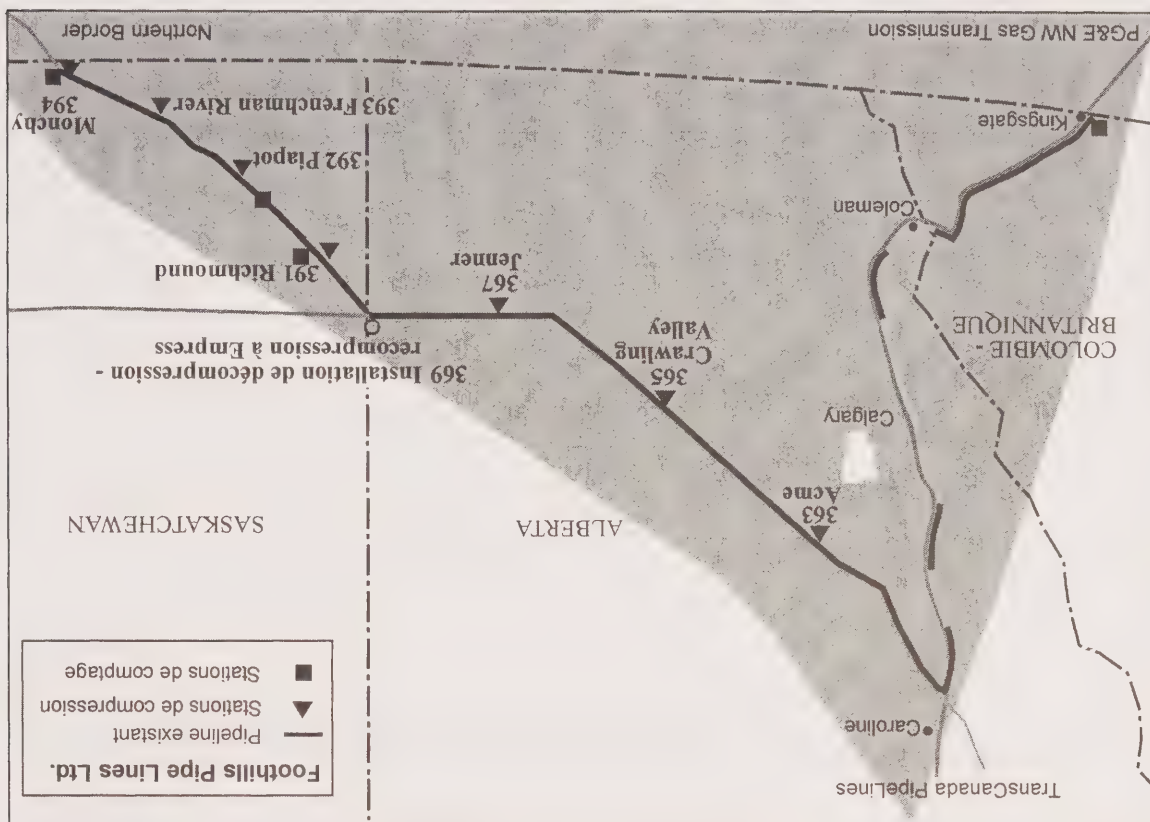 TransCanada PipeLines
Caroline
Foothills Pipe Lines Ltd.
Pipeline existant
Stations de compression
Stations de comptage
ALBERTA
SASKATCHEWAN
363
Acme
Calgary
COLOMBIE -
BRITANNIQUE
365
Crawling
Valley
369 Installation de décompression -
recompression à Empress
367
Jenner
391 Richmound
Coleman
392 Piapot
Kingsgate
393 Frenchman River
Monchy
394
PG&E NW Gas Transmission
Northern Border